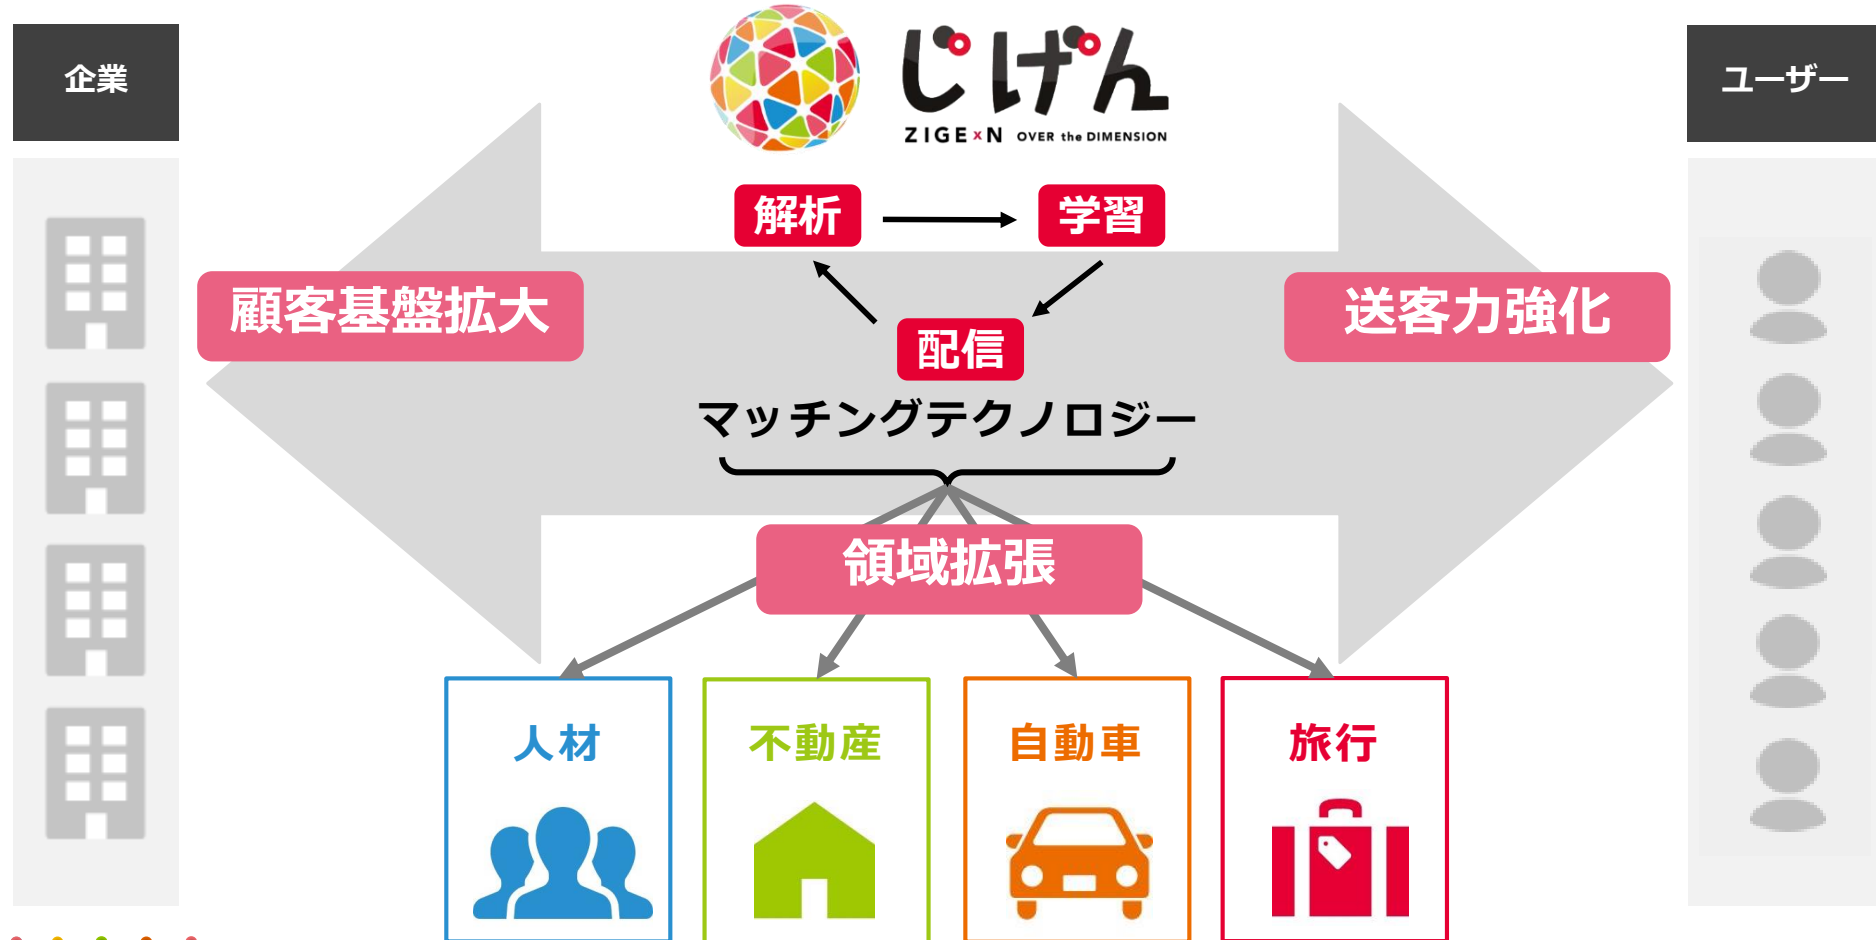 企業
じげん
ZIGExN OVER the DIMENSION
ユーザー
解析
学習
顧客基盤拡大
送客力強化
配信
マッチングテクノロジー
領域拡張
人材
不動産
自動車
旅行